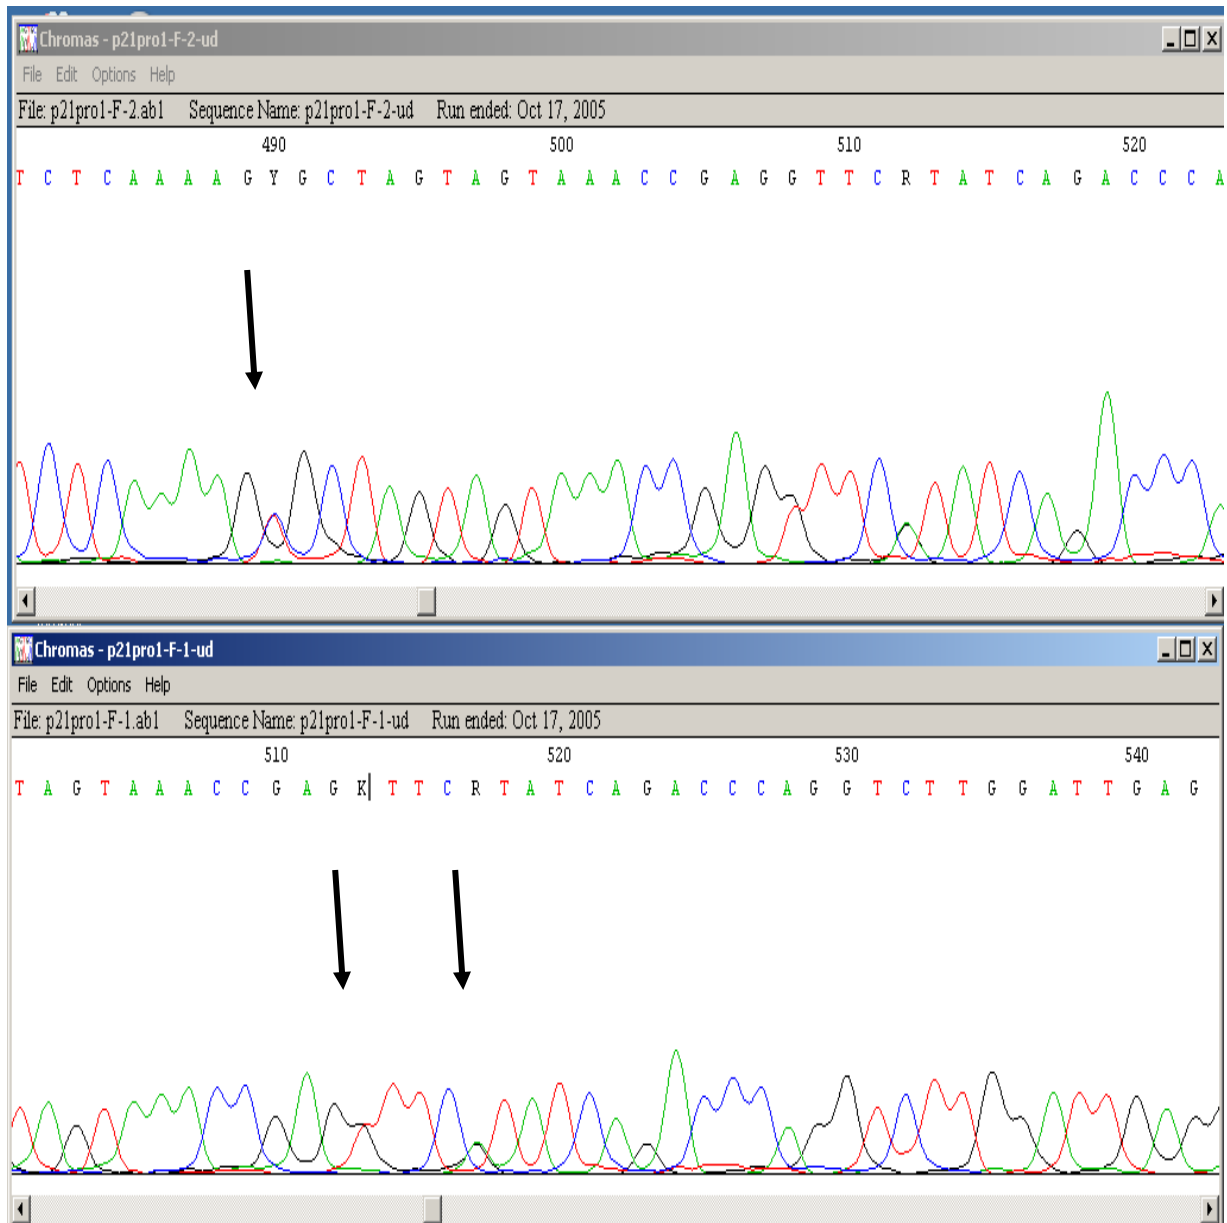 Chromas - p21pro1-F-2-ud
File Edit Options Help
File: p21pro1-F-2.ab1 Sequence Name: p21pro1-F-2-ud Run ended: Oct 17, 2005
490 500 510 520
T C T C A A A A G Y G C T A G T A G T A A A C C G A G G T T C R T A T C A G A C C C A
Chromas - p21pro1-F-1-ud
File Edit Options Help
File: p21pro1-F-1.ab1 Sequence Name: p21pro1-F-1-ud Run ended: Oct 17, 2005
510 520 530 540
T A G T A A A C C G A G K T T C R T A T C A G A C C C A G G T C T T G G A T T G A G